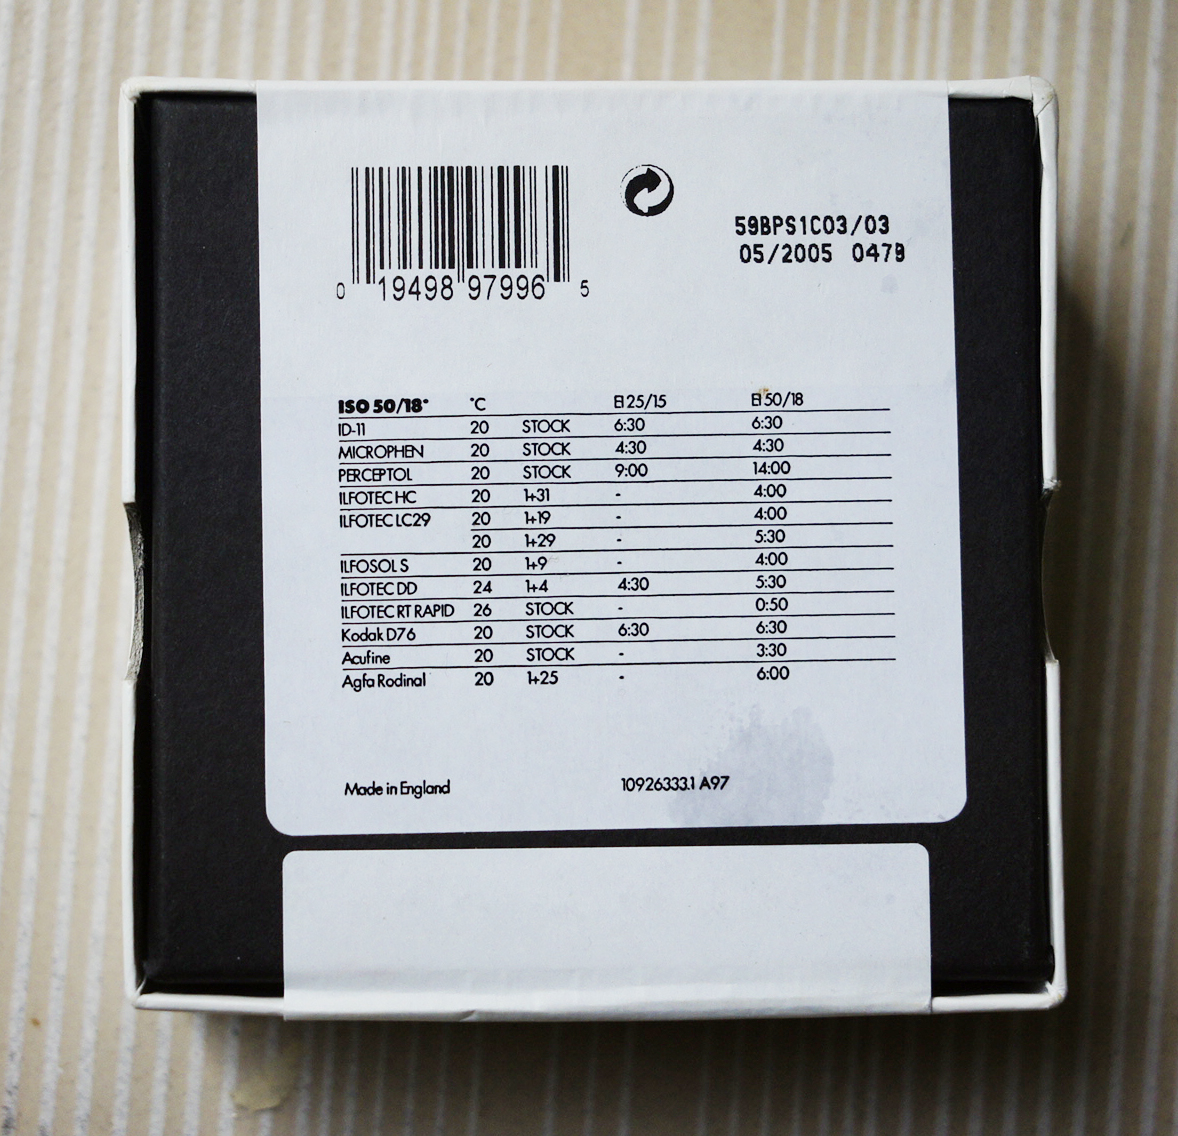 59BPS1C03/03
05/2005 0479
0 19498 97996 5
ISO 50/18° °C EI 25/15 EI 50/18
ID-11 20 STOCK 6:30 6:30
MICROPHEN 20 STOCK 4:30 4:30
PERCEPTOL 20 STOCK 9:00 14:00
ILFOTEC HC 20 1+31 - 4:00
ILFOTEC LC29 20 1+19 - 4:00
20 1+29 - 5:30
ILFOSOL S 20 1+9 - 4:00
ILFOTEC DD 24 1+4 4:30 5:30
ILFOTEC RT RAPID 26 STOCK - 0:50
Kodak D76 20 STOCK 6:30 6:30
Acufine 20 STOCK - 3:30
Agfa Rodinal 20 1+25 - 6:00
Made in England 10926333.1 A97